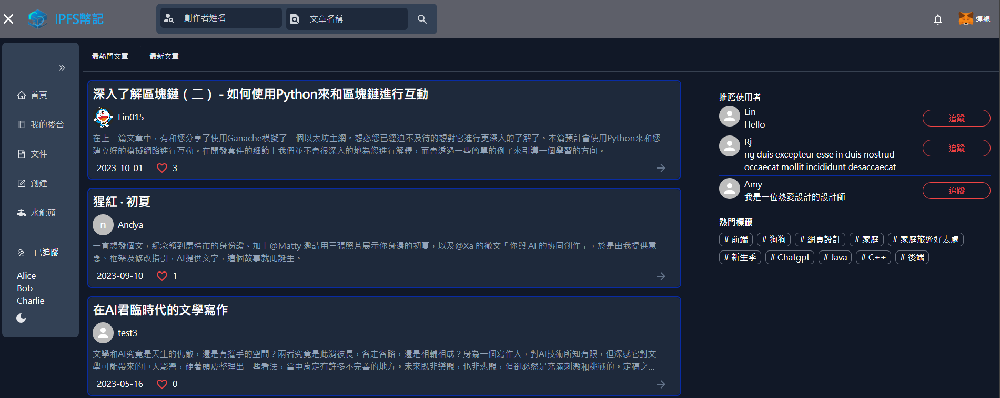 IPFS幣記
創作者姓名
文章名稱
連線
最熱門文章 最新文章
首頁
我的後台
文件
創建
水龍頭
已追蹤
Alice
Bob
Charlie
深入了解區塊鏈（二） - 如何使用Python來和區塊鏈進行互動
Lin015
在上一篇文章中，有和您分享了使用Ganache模擬了一個以太坊主網。想必您已經迫不及待的想對它進行更深入的了解了。本篇預計會使用Python來和您
建立好的模擬網路進行互動。在開發套件的細節上我們並不會很深入的地為您進行解釋，而會透過一些簡單的例子來引導一個學習的方向。
2023-10-01 3
猩紅 · 初夏
n Andya
一直想發個文，紀念領到馬特市的身份證。加上@Matty 邀請用三張照片展示你身邊的初夏，以及@Xa 的徵文「你與 AI 的协同创作」，於是由我提供意
念、框架及修改指引，AI提供文字，這個故事就此誕生。
2023-09-10 1
在AI君臨時代的文學寫作
test3
文學和AI究竟是天生的仇敵，還是有攜手的空間？兩者究竟是此消彼長，各走各路，還是相輔相成？身為一個寫作人，對AI技術所知有限，但深感它對文
學可能帶來的巨大影響，硬著頭皮整理出一些看法，當中肯定有許多不完善的地方。未來既非樂觀，也非悲觀，但卻必然是充滿刺激和挑戰的。定稿之...
2023-05-16 0
推薦使用者
Lin
Hello
追蹤
Rj
ng duis excepteur esse in duis nostrud
occaecat mollit incididunt desaccaecat
追蹤
Amy
我是一位熱愛設計的設計師
追蹤
熱門標籤
# 前端 # 狗狗 # 網頁設計 # 家庭 # 家庭旅遊好去處
# 新生季 # Chatgpt # Java # C++ # 後端